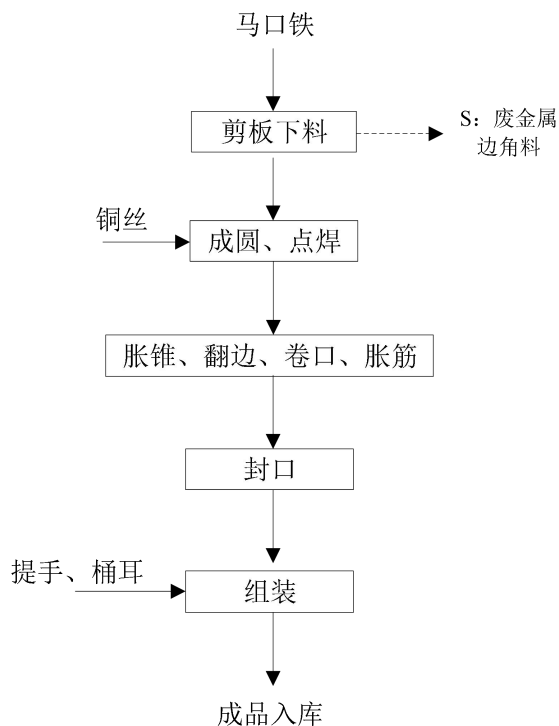 马口铁
剪板下料
S：废金属
边角料
铜丝
成圆、点焊
胀锥、翻边、卷口、胀筋
封口
提手、桶耳
组装
成品入库